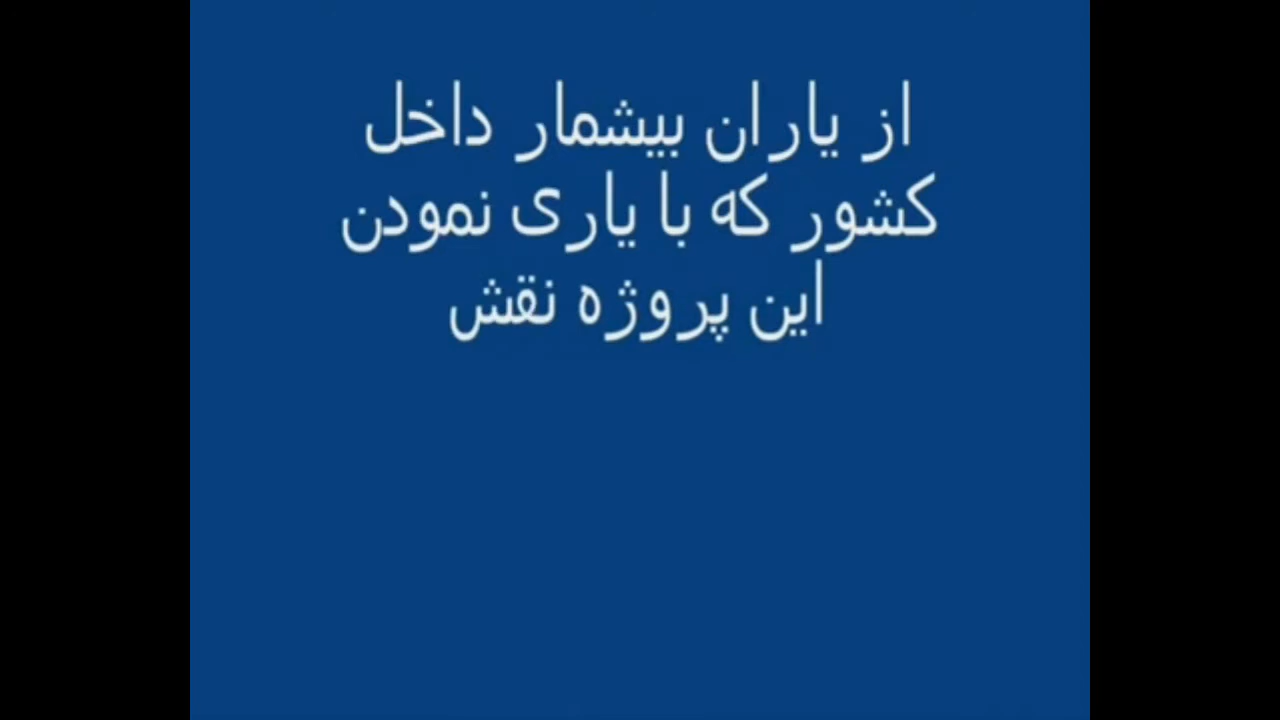 از یاران بیشمار داخل
کشور که با یاری نمودن
این پروژه نقش